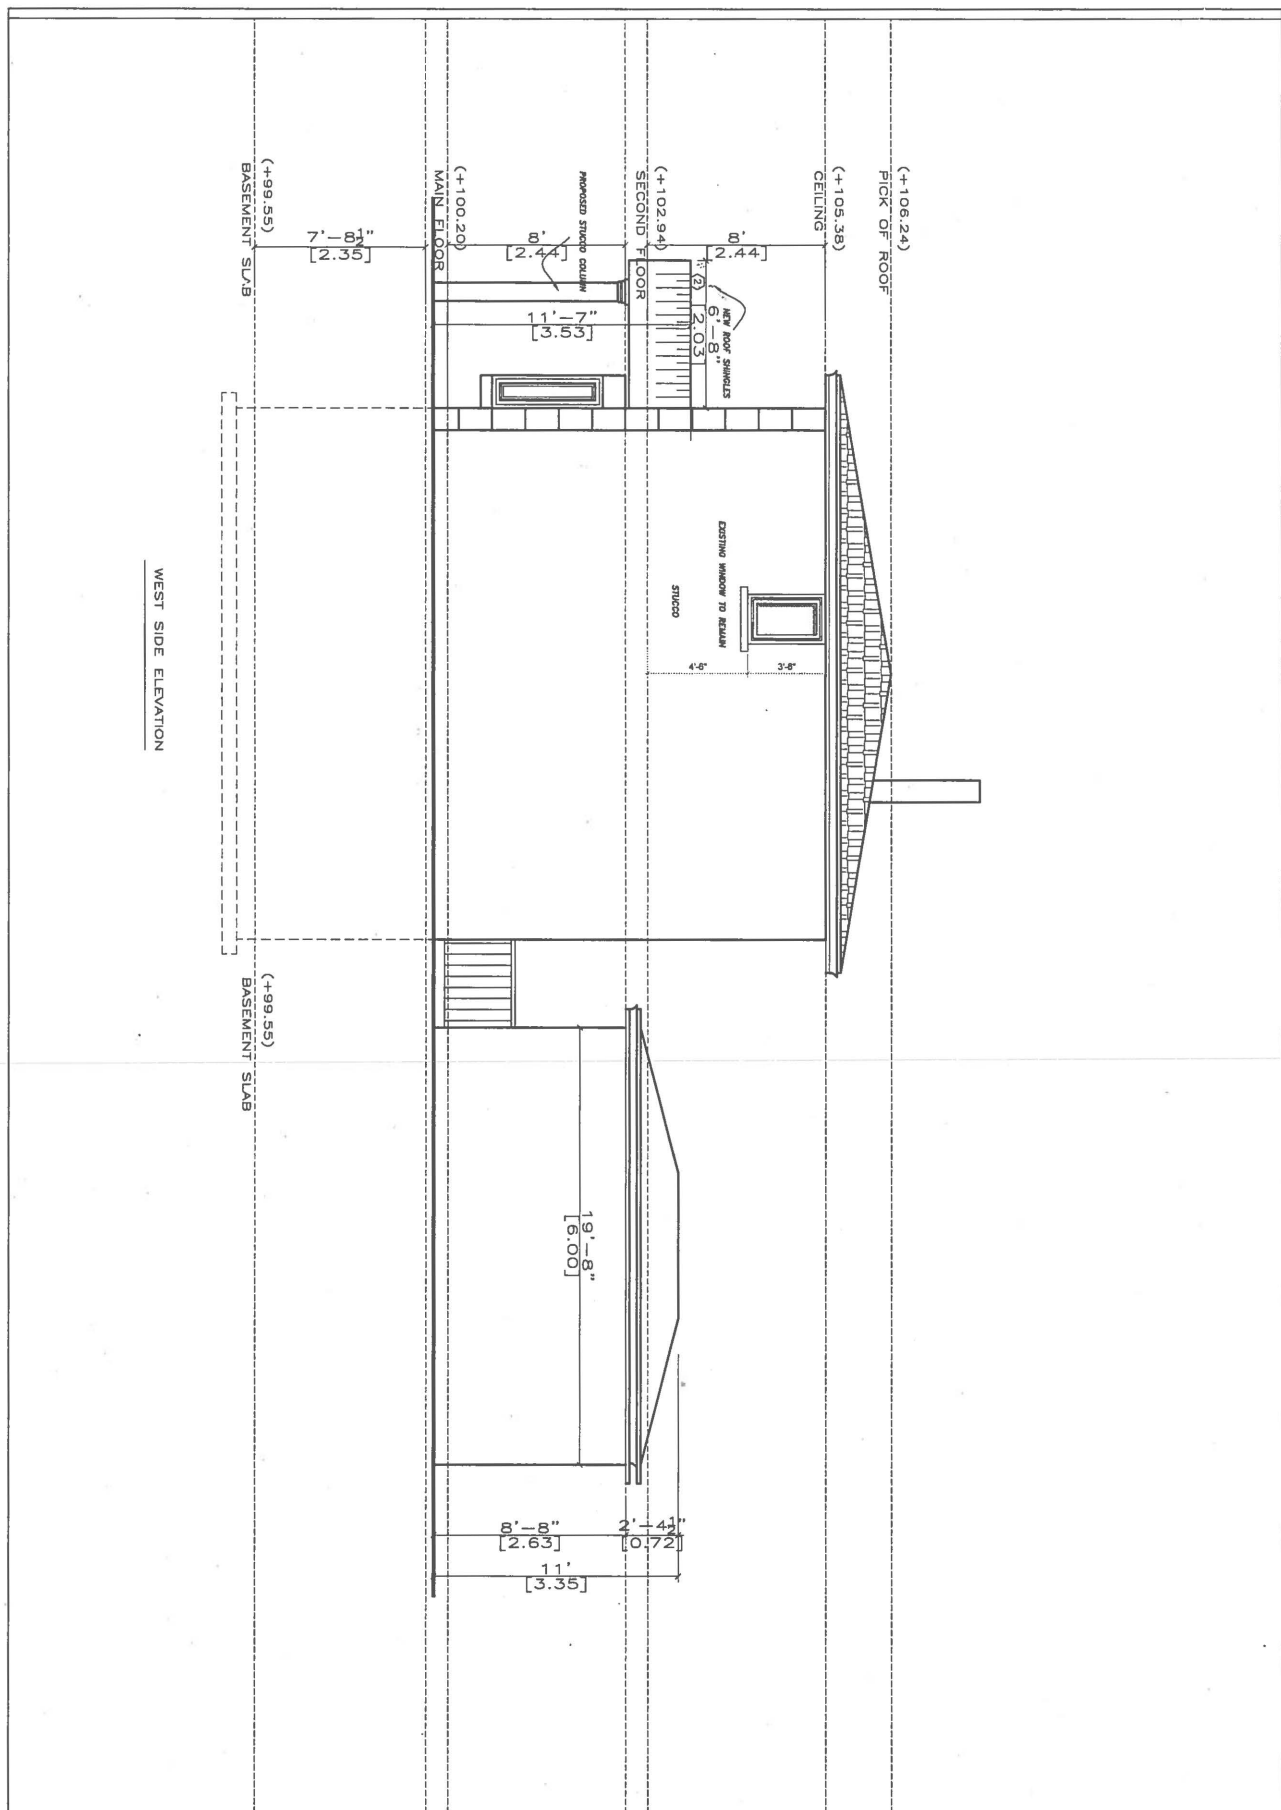 (+106.24)
PICK OF ROOF
(+105.38)
CEILING
8'
[2.44]
NEW ROOF SHINGLES
2
6'-8"
2.03
(+102.94)
SECOND FLOOR
PROPOSED STUCCO COLUMN
8'
[2.44]
11'-7"
[3.53]
(+100.20)
MAIN FLOOR
7'-8½"
[2.35]
(+99.55)
BASEMENT SLAB
EXISTING WINDOW TO REMAIN
STUCCO
3'-6"
4'-6"
19'-8"
[6.00]
2'-4½"
[0.72]
8'-8"
[2.63]
11'
[3.35]
(+99.55)
BASEMENT SLAB
WEST SIDE ELEVATION